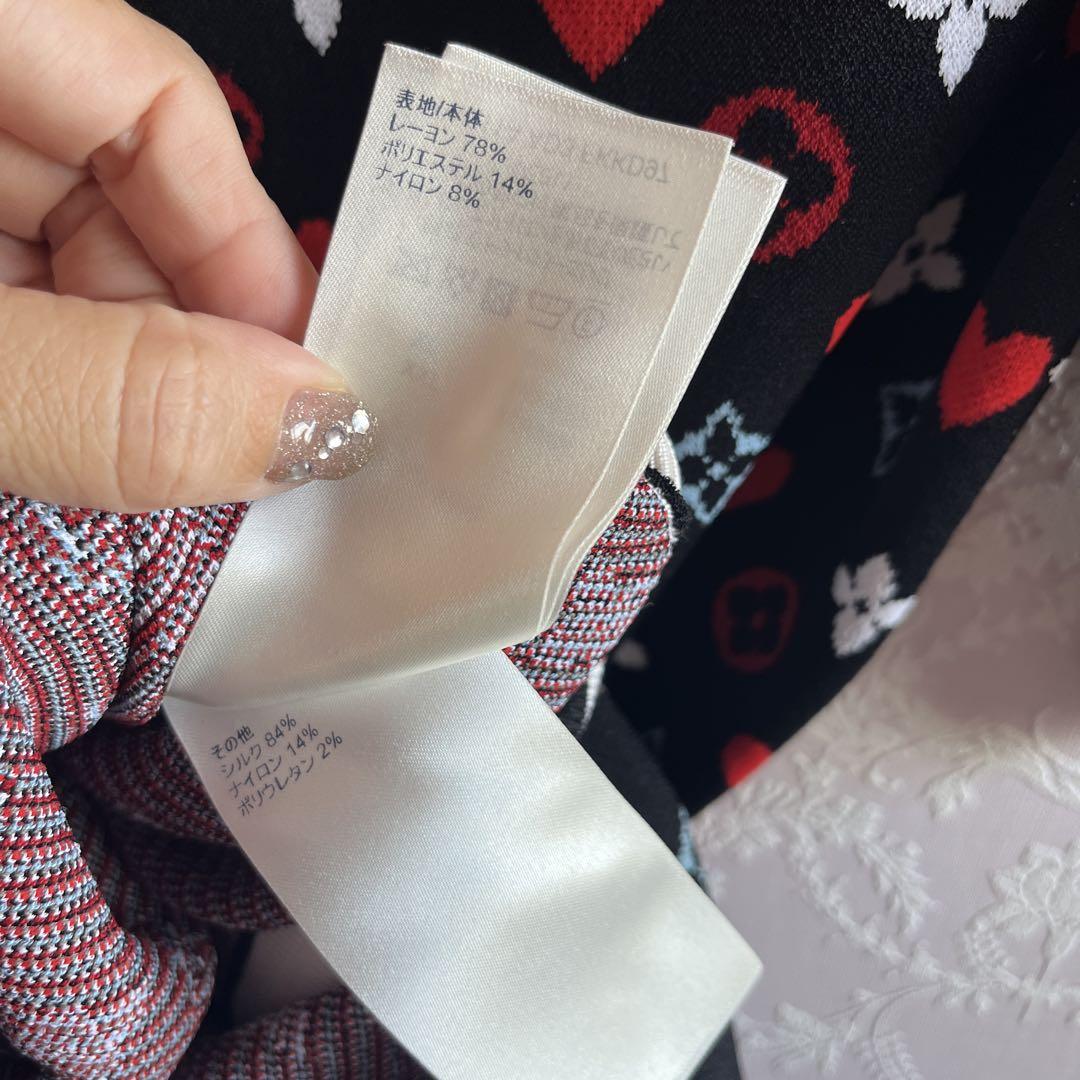 表地/本体
レーヨン 78%
ポリエステル 14%
ナイロン 8%
その他
シルク 84%
ナイロン 14%
ポリウレタン 2%